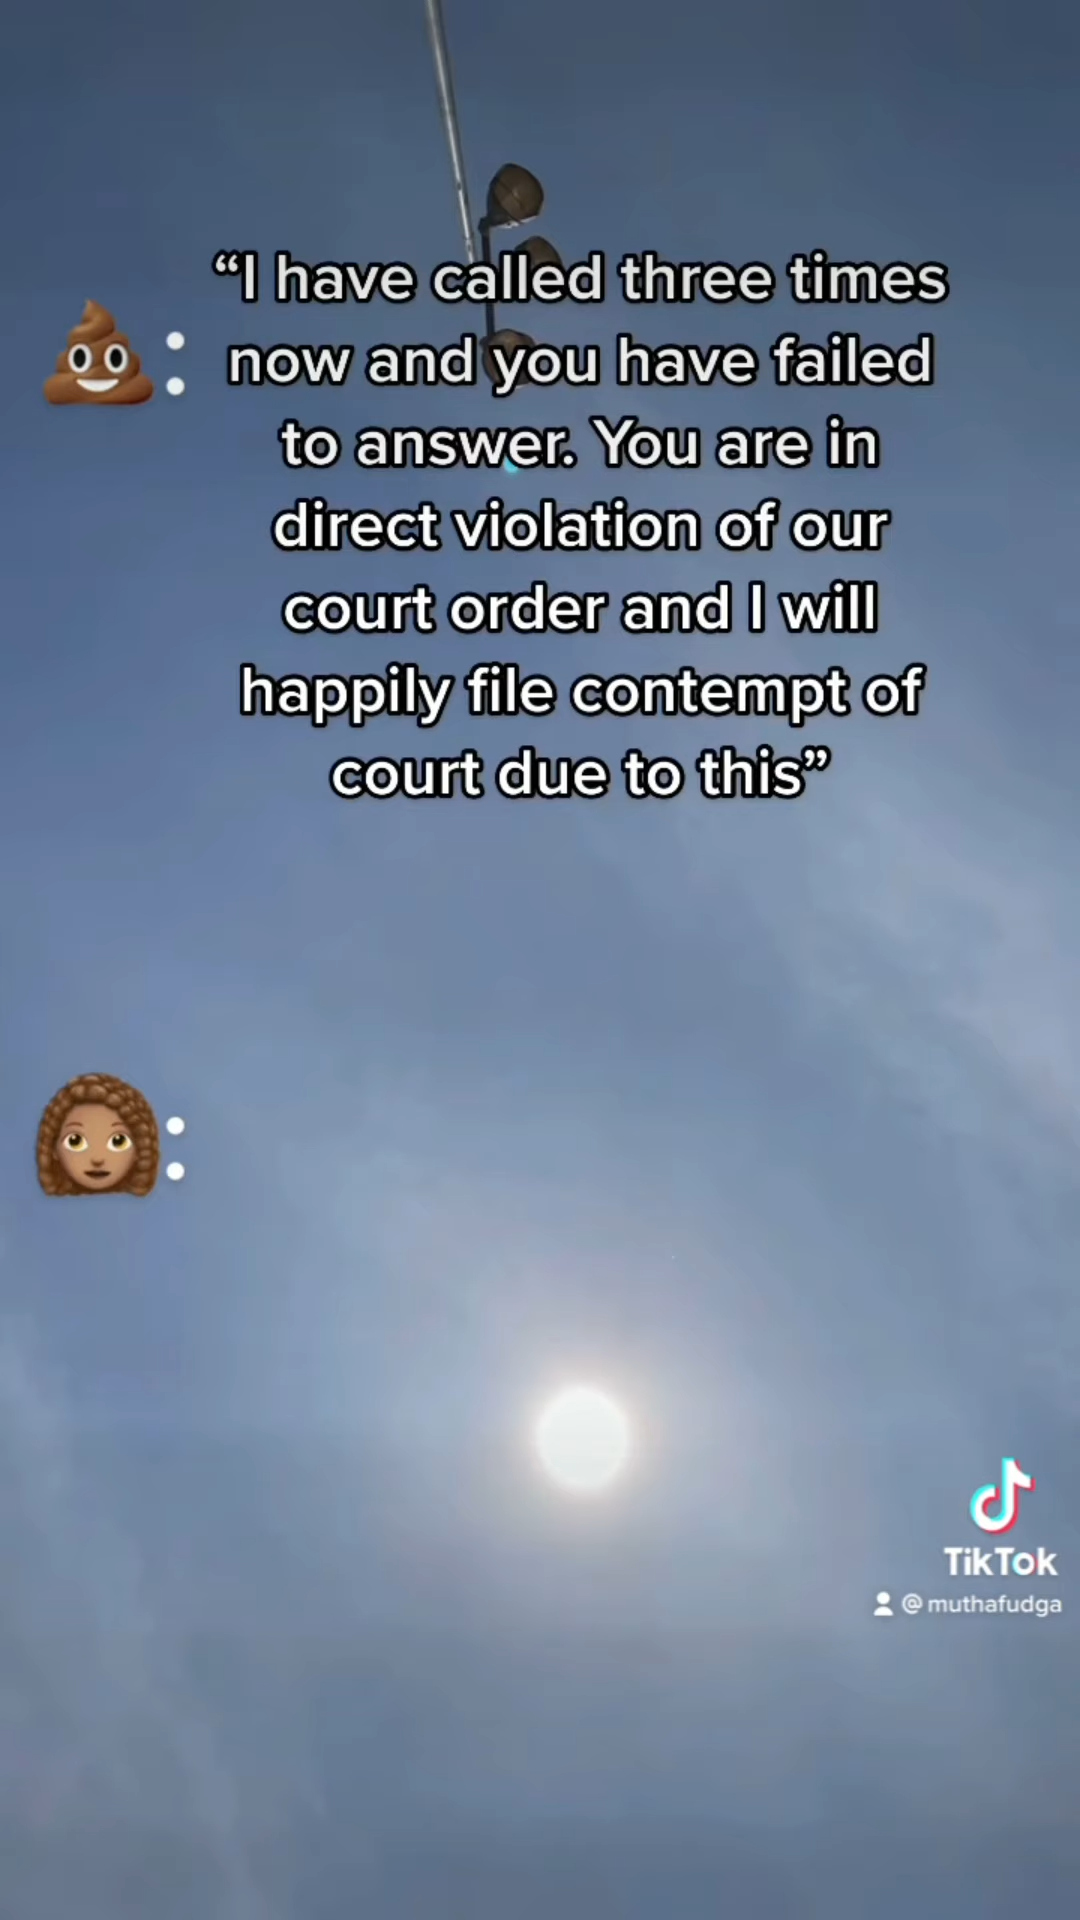 “I have called three times
now and you have failed
to answer. You are in
direct violation of our
court order and I will
happily file contempt of
court due to this”
:
:
TikTok
@muthafudga